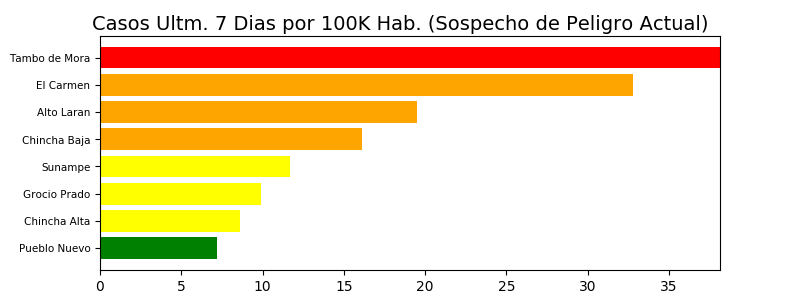 Casos Ultm. 7 Dias por 100K Hab. (Sospecho de Peligro Actual)
Tambo de Mora
El Carmen
Alto Laran
Chincha Baja
Sunampe
Grocio Prado
Chincha Alta
Pueblo Nuevo
0 5 10 15 20 25 30 35